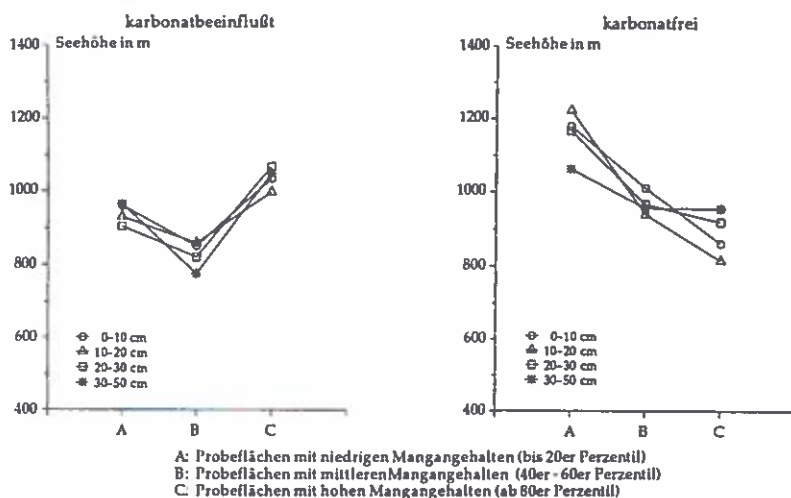 karbonatbeeinflußt
Seehöhe in m
1400
1200
1000
800
600
400
0-10 cm
10-20 cm
20-30 cm
30-50 cm
A B C
karbonatfrei
Seehöhe in m
1400
1200
1000
800
600
400
0-10 cm
10-20 cm
20-30 cm
30-50 cm
A B C
A: Probeflächen mit niedrigen Mangangehalten (bis 20er Perzentil)
B: Probeflächen mit mittleren Mangangehalten (40er - 60er Perzentil)
C: Probeflächen mit hohen Mangangehalten (ab 80er Perzentil)